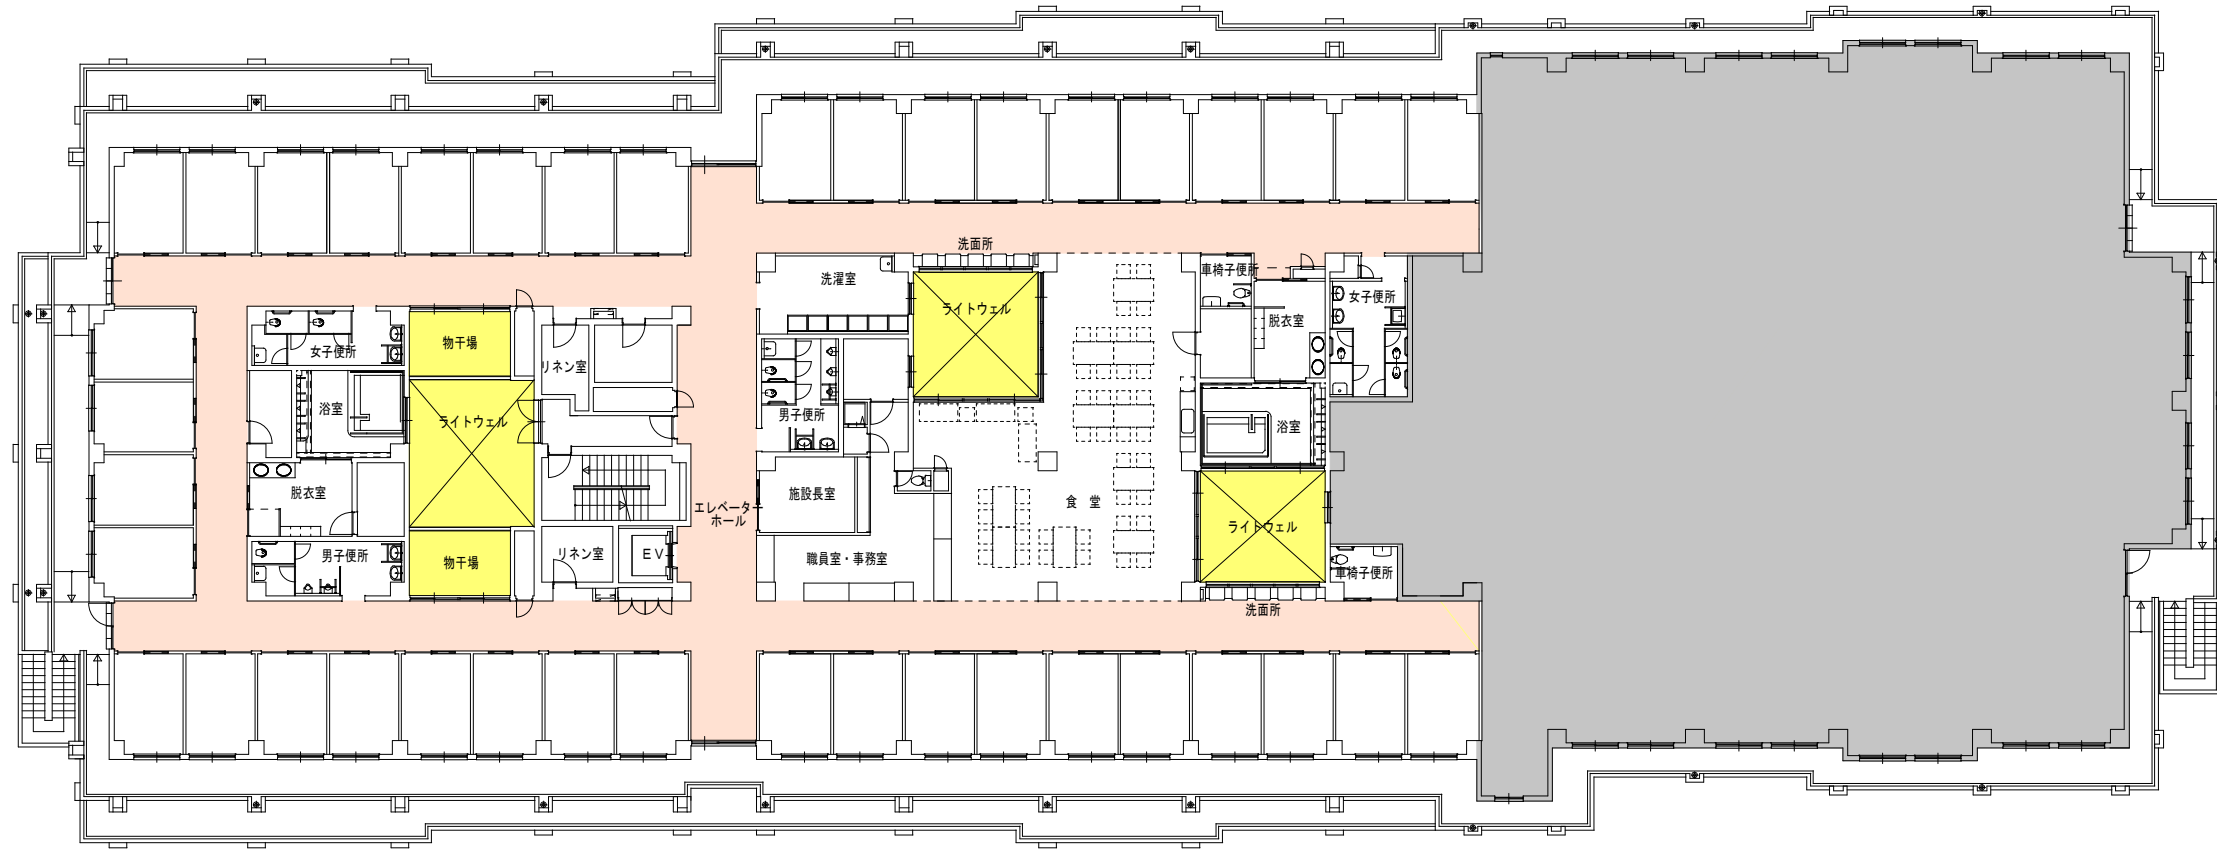 洗面所
洗濯室
ライトウェル
車椅子便所
女子便所
脱衣室
物干場
女子便所
リネン室
浴室
ライトウェル
男子便所
浴室
脱衣室
施設長室
食 堂
エレベーター
ホール
ライトウェル
男子便所
物干場
リネン室
EV
職員室・事務室
車椅子便所
洗面所